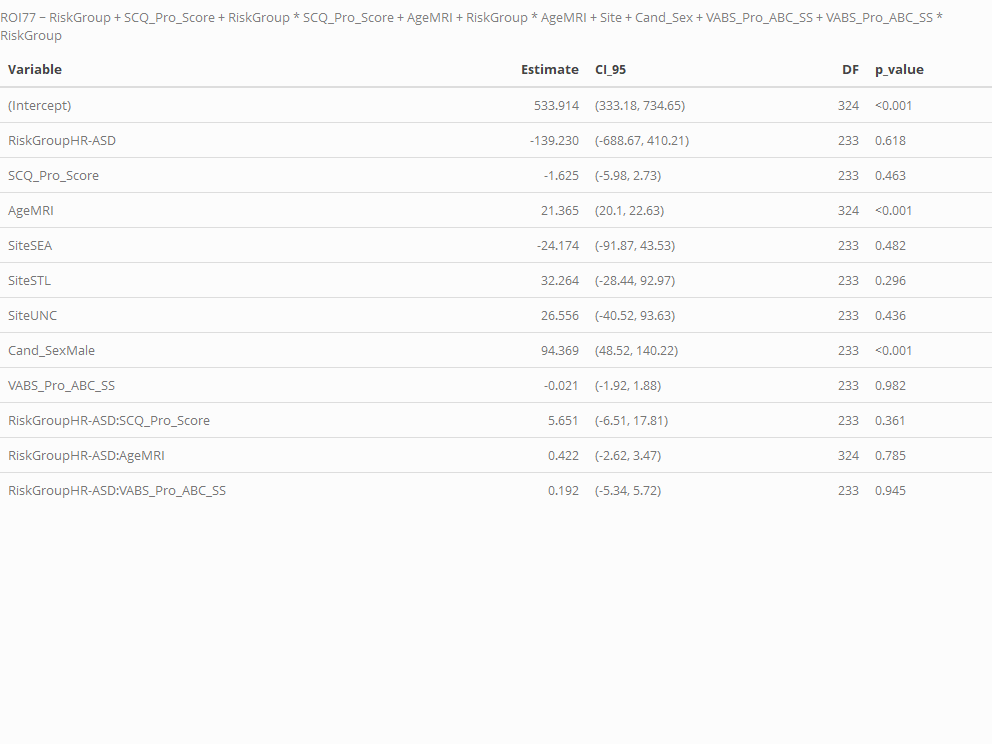 ROI77 ~ RiskGroup + SCQ_Pro_Score + RiskGroup * SCQ_Pro_Score + AgeMRI + RiskGroup * AgeMRI + Site + Cand_Sex + VABS_Pro_ABC_SS + VABS_Pro_ABC_SS *
RiskGroup
Variable Estimate CI_95 DF p_value
(Intercept) 533.914 (333.18, 734.65) 324 <0.001
RiskGroupHR-ASD -139.230 (-688.67, 410.21) 233 0.618
SCQ_Pro_Score -1.625 (-5.98, 2.73) 233 0.463
AgeMRI 21.365 (20.1, 22.63) 324 <0.001
SiteSEA -24.174 (-91.87, 43.53) 233 0.482
SiteSTL 32.264 (-28.44, 92.97) 233 0.296
SiteUNC 26.556 (-40.52, 93.63) 233 0.436
Cand_SexMale 94.369 (48.52, 140.22) 233 <0.001
VABS_Pro_ABC_SS -0.021 (-1.92, 1.88) 233 0.982
RiskGroupHR-ASD:SCQ_Pro_Score 5.651 (-6.51, 17.81) 233 0.361
RiskGroupHR-ASD:AgeMRI 0.422 (-2.62, 3.47) 324 0.785
RiskGroupHR-ASD:VABS_Pro_ABC_SS 0.192 (-5.34, 5.72) 233 0.945